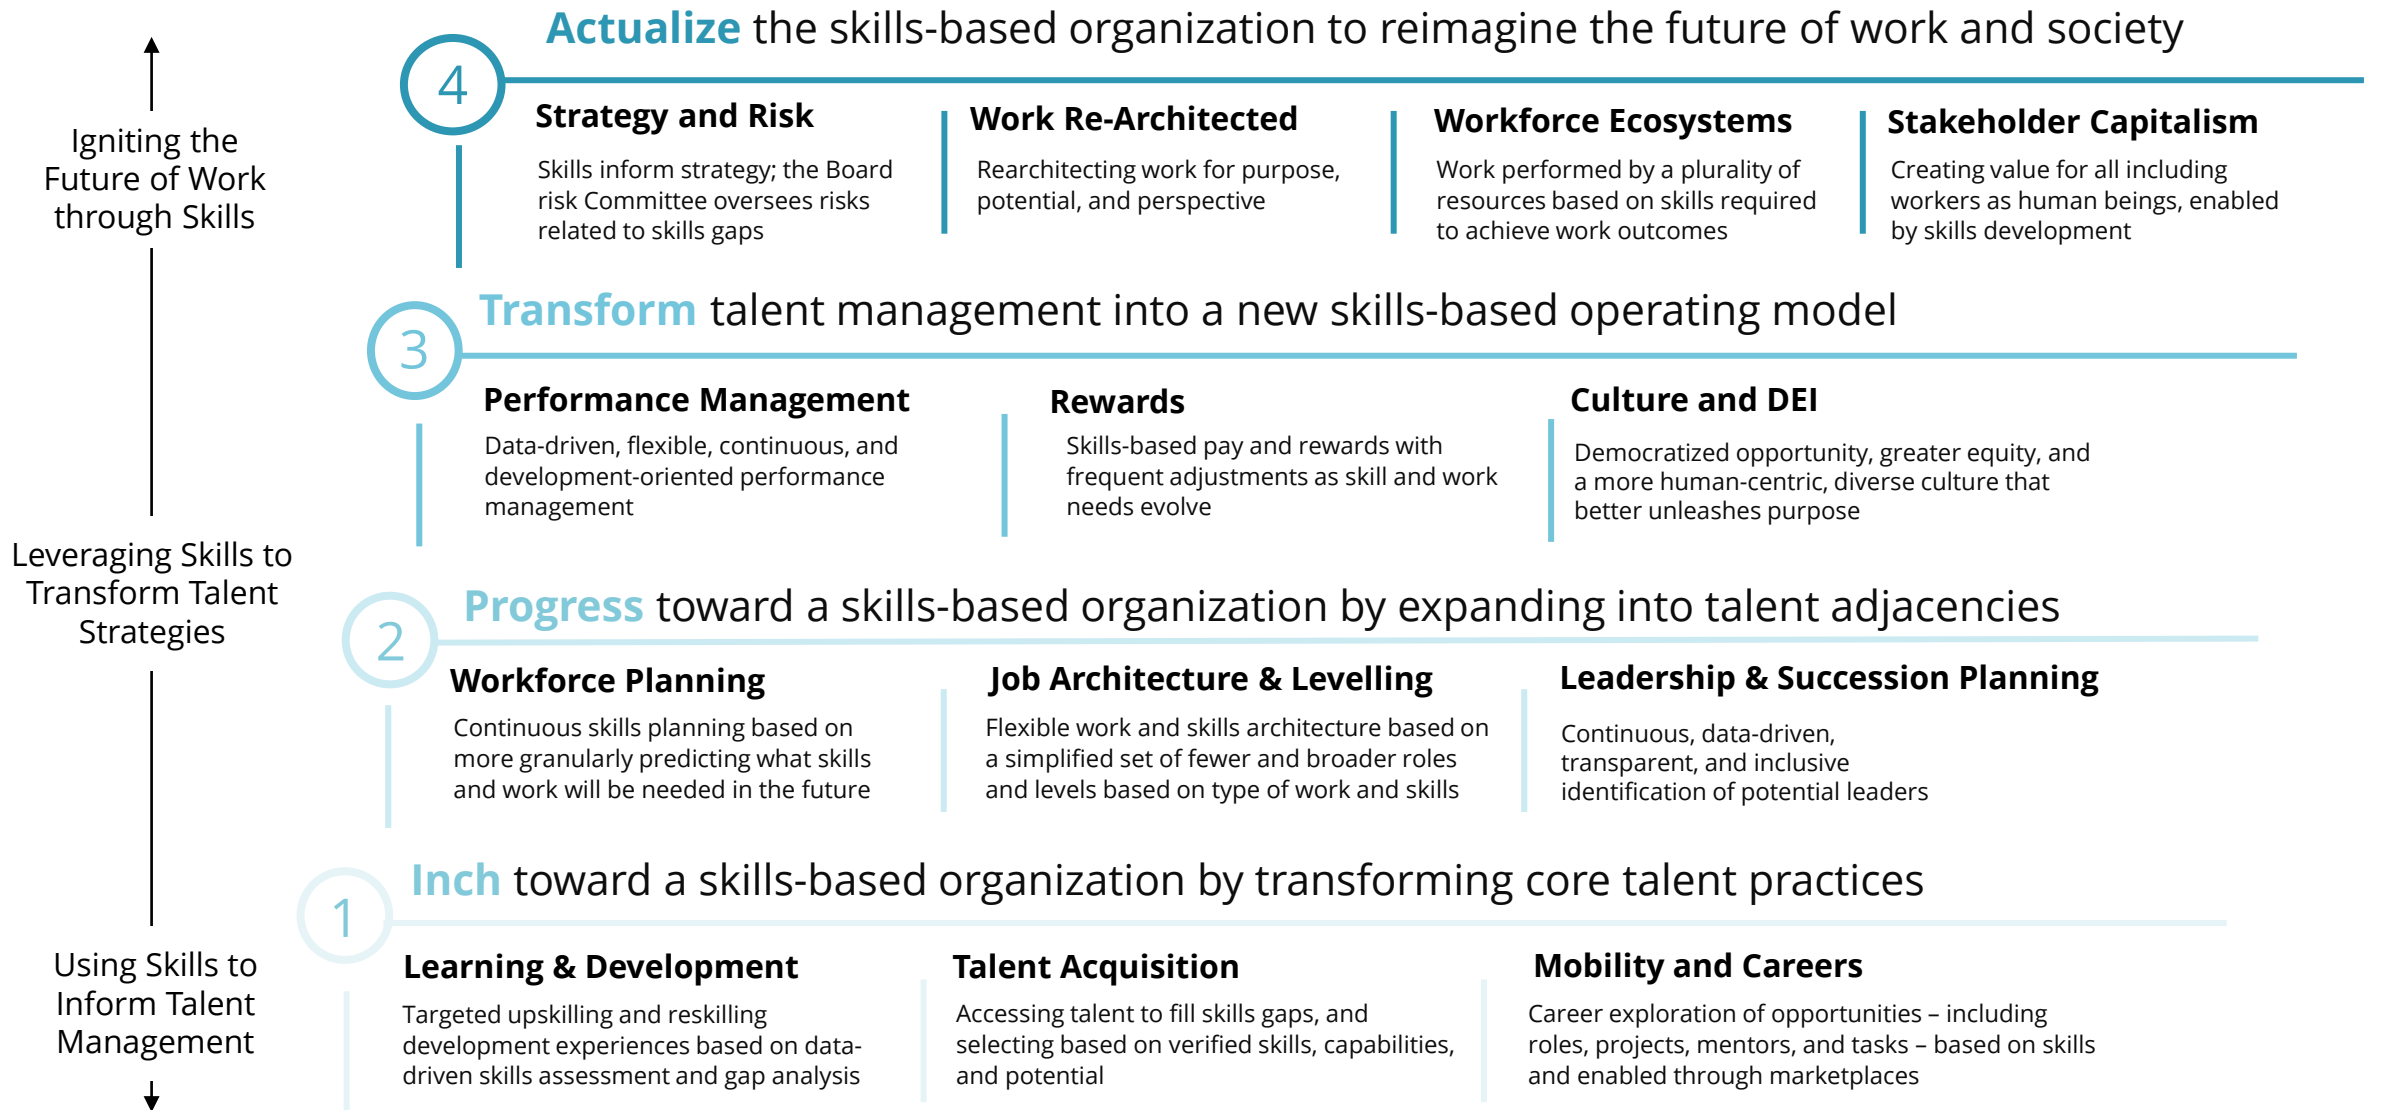 Actualize the skills-based organization to reimagine the future of work and society
4
Strategy and Risk
Skills inform strategy; the Board
risk Committee oversees risks
related to skills gaps
Work Re-Architected
Rearchitecting work for purpose,
potential, and perspective
Workforce Ecosystems
Work performed by a plurality of
resources based on skills required
to achieve work outcomes
Stakeholder Capitalism
Creating value for all including
workers as human beings, enabled
by skills development
Igniting the
Future of Work
through Skills
Transform talent management into a new skills-based operating model
3
Performance Management
Data-driven, flexible, continuous, and
development-oriented performance
management
Rewards
Skills-based pay and rewards with
frequent adjustments as skill and work
needs evolve
Culture and DEI
Democratized opportunity, greater equity, and
a more human-centric, diverse culture that
better unleashes purpose
Leveraging Skills to
Transform Talent
Strategies
Progress toward a skills-based organization by expanding into talent adjacencies
2
Workforce Planning
Continuous skills planning based on
more granularly predicting what skills
and work will be needed in the future
Job Architecture & Levelling
Flexible work and skills architecture based on
a simplified set of fewer and broader roles
and levels based on type of work and skills
Leadership & Succession Planning
Continuous, data-driven,
transparent, and inclusive
identification of potential leaders
Inch toward a skills-based organization by transforming core talent practices
1
Learning & Development
Targeted upskilling and reskilling
development experiences based on data-
driven skills assessment and gap analysis
Talent Acquisition
Accessing talent to fill skills gaps, and
selecting based on verified skills, capabilities,
and potential
Mobility and Careers
Career exploration of opportunities – including
roles, projects, mentors, and tasks – based on skills
and enabled through marketplaces
Using Skills to
Inform Talent
Management